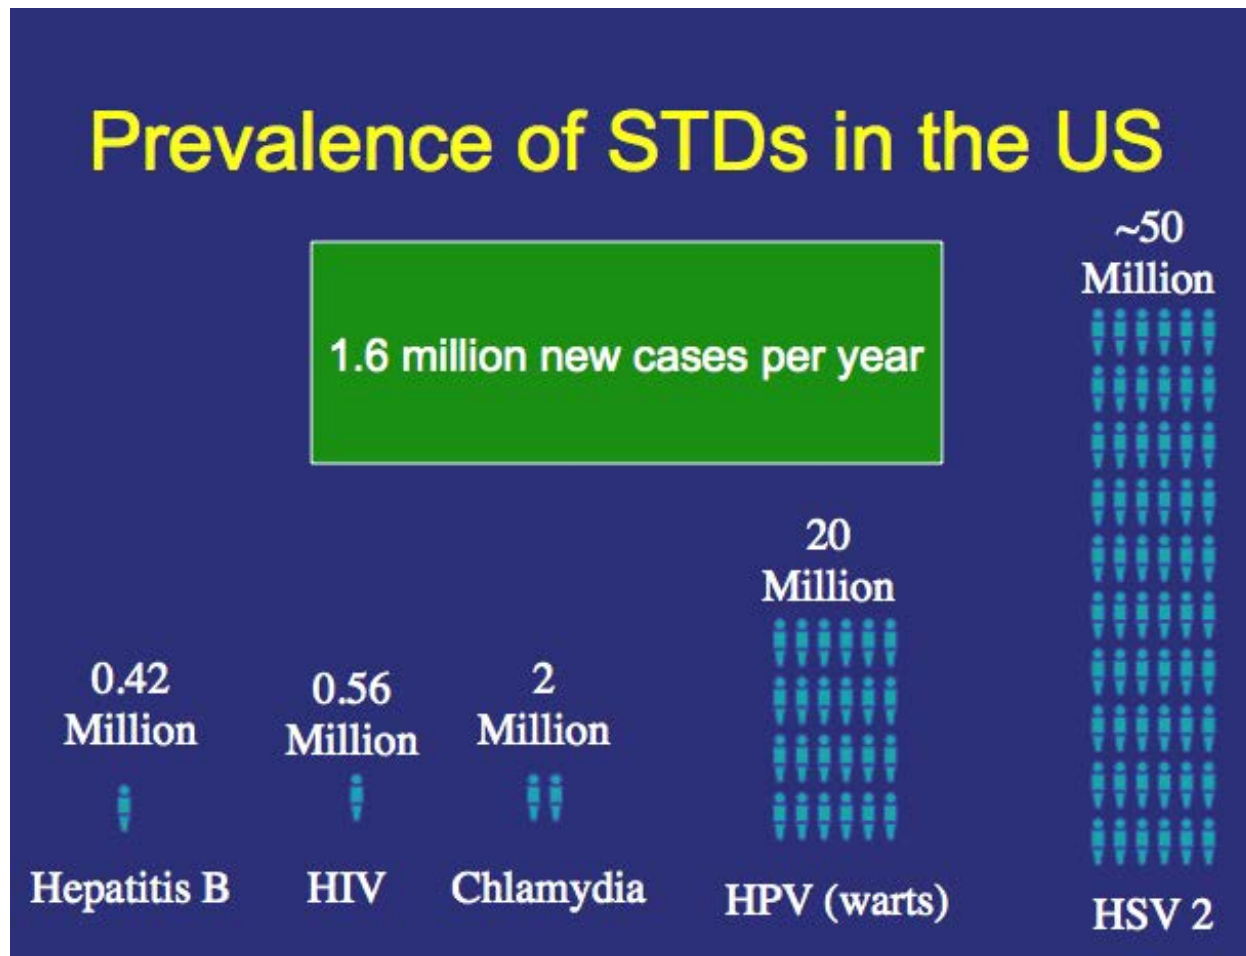 Prevalence of STDs in the US
1.6 million new cases per year
0.42
Million
Hepatitis B
0.56
Million
HIV
2
Million
Chlamydia
20
Million
HPV (warts)
~50
Million
HSV 2